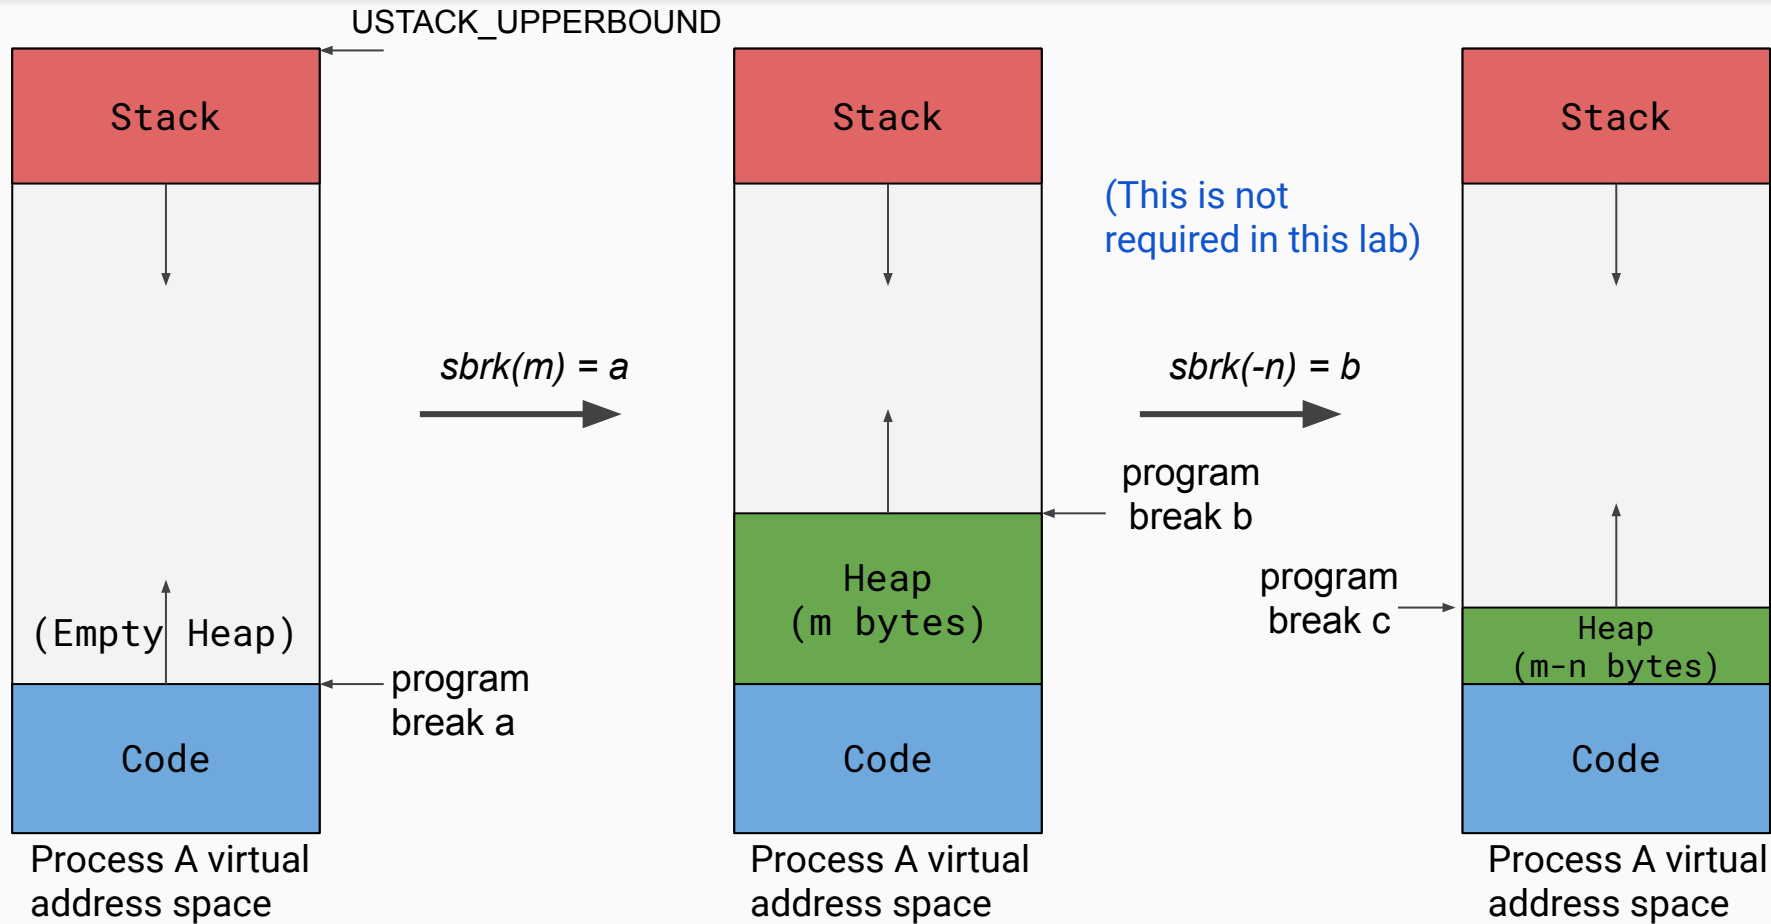 USTACK_UPPERBOUND
Stack
(Empty Heap)
program
break a
Code
Process A virtual
address space
sbrk(m) = a
Stack
Heap
(m bytes)
program
break b
Code
Process A virtual
address space
(This is not
required in this lab)
sbrk(-n) = b
Stack
program
break c
Heap
(m-n bytes)
Code
Process A virtual
address space